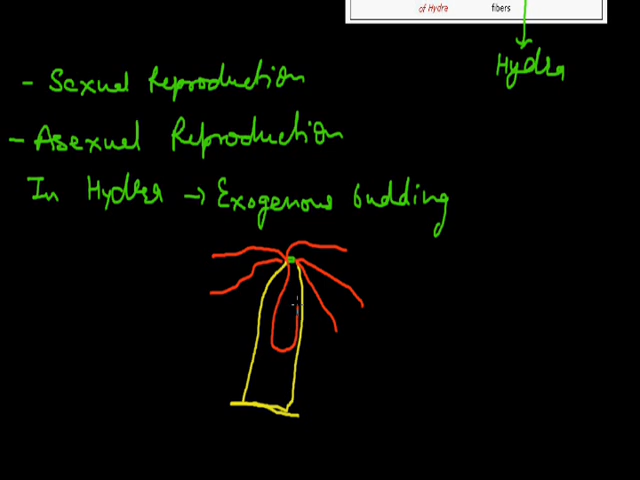 of Hydra fibers
Hydra
- Sexual Reproduction
- Asexual Reproduction
In Hydra → Exogenous budding